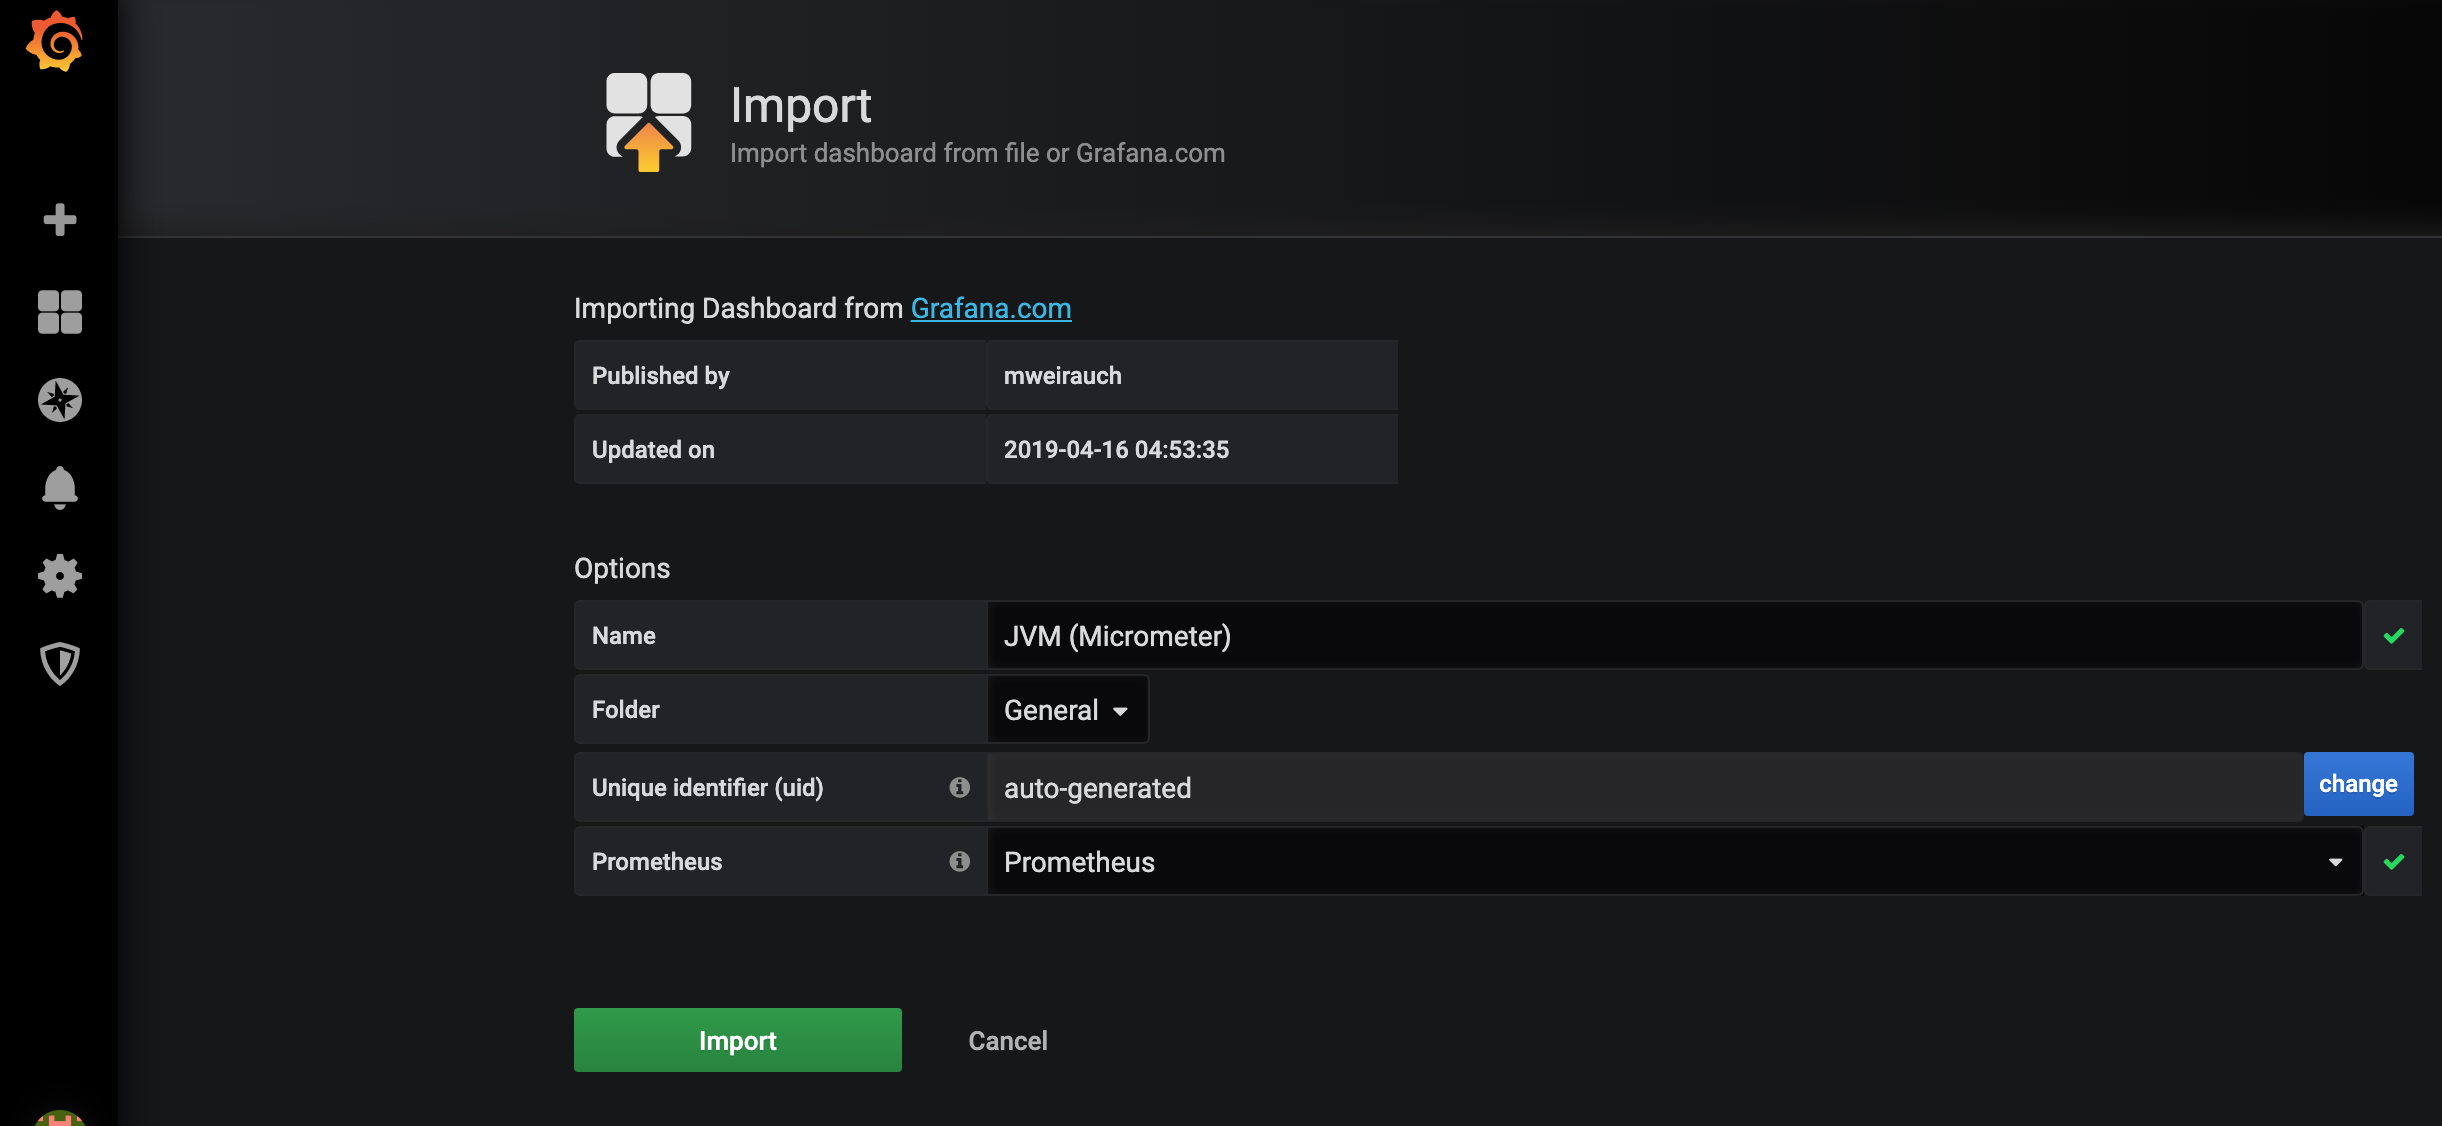 Import
Import dashboard from file or Grafana.com
Importing Dashboard from Grafana.com
Published by mweirauch
Updated on 2019-04-16 04:53:35
Options
Name JVM (Micrometer)
Folder General
Unique identifier (uid) auto-generated change
Prometheus Prometheus
Import Cancel